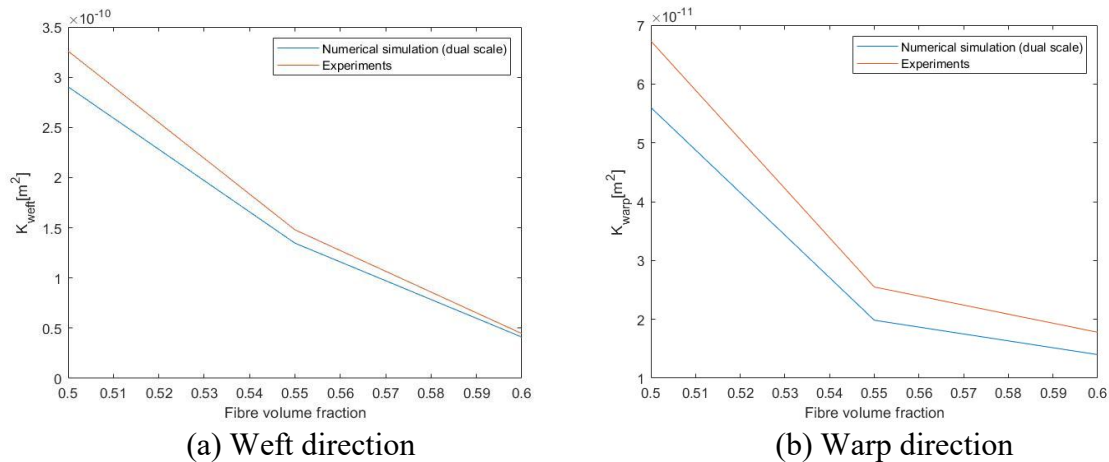 ×10⁻¹⁰
3.5
3
2.5
2
1.5
1
0.5
0
K_weft[m²]
Numerical simulation (dual scale)
Experiments
0.5 0.51 0.52 0.53 0.54 0.55 0.56 0.57 0.58 0.59 0.6
Fibre volume fraction
(a) Weft direction
×10⁻¹¹
7
6
5
4
3
2
1
K_warp[m²]
Numerical simulation (dual scale)
Experiments
0.5 0.51 0.52 0.53 0.54 0.55 0.56 0.57 0.58 0.59 0.6
Fibre volume fraction
(b) Warp direction